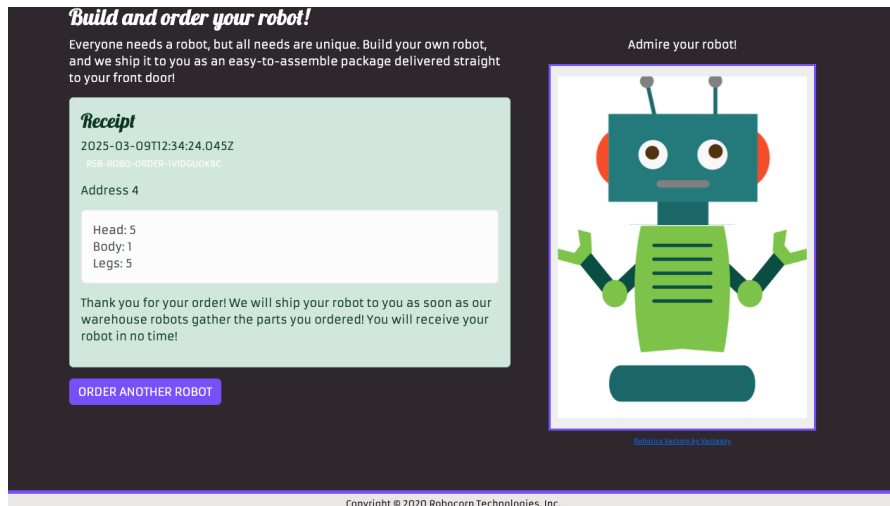 Build and order your robot!
Everyone needs a robot, but all needs are unique. Build your own robot,
and we ship it to you as an easy-to-assemble package delivered straight
to your front door!
Receipt
2025-03-09T12:34:24.045Z
Address 4
Head: 5
Body: 1
Legs: 5
Thank you for your order! We will ship your robot to you as soon as our
warehouse robots gather the parts you ordered! You will receive your
robot in no time!
ORDER ANOTHER ROBOT
Admire your robot!
Robotics Vectors by Vecteezy
Copyright © 2020 Robocorp Technologies, Inc.